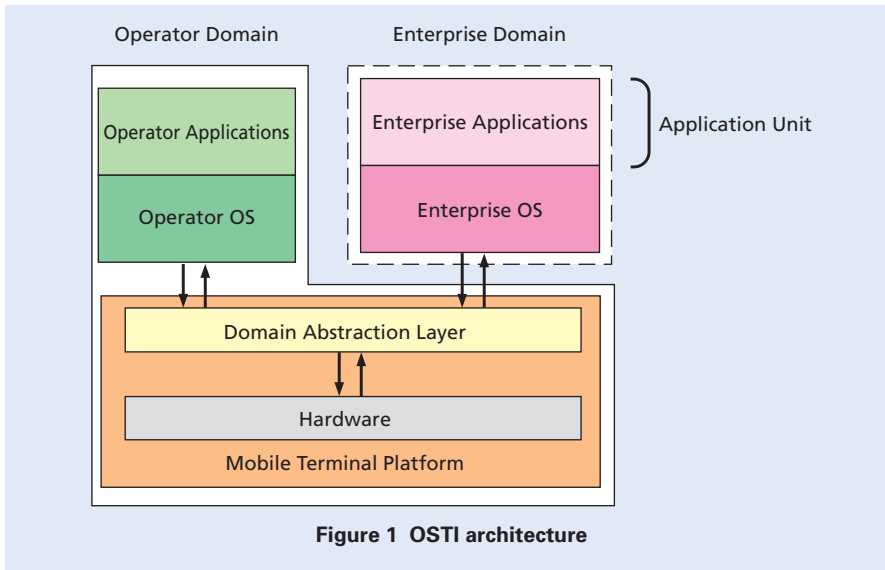 Operator Domain
Enterprise Domain
Operator Applications
Enterprise Applications
Application Unit
Operator OS
Enterprise OS
Domain Abstraction Layer
Hardware
Mobile Terminal Platform
Figure 1 OSTI architecture